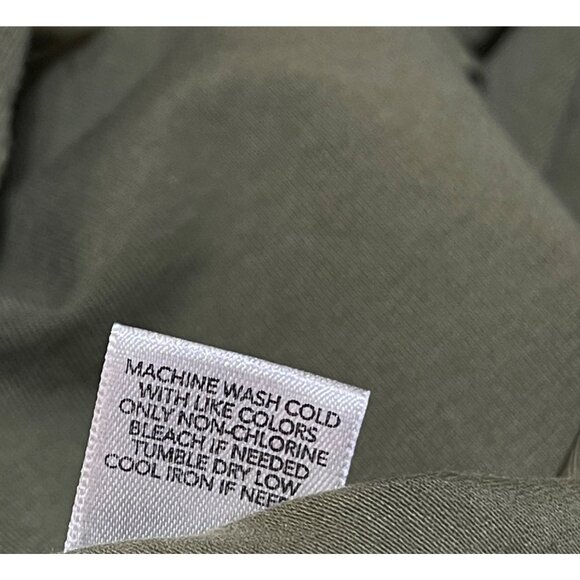 MACHINE WASH COLD
WITH LIKE COLORS
ONLY NON-CHLORINE
BLEACH IF NEEDED
TUMBLE DRY LOW
COOL IRON IF